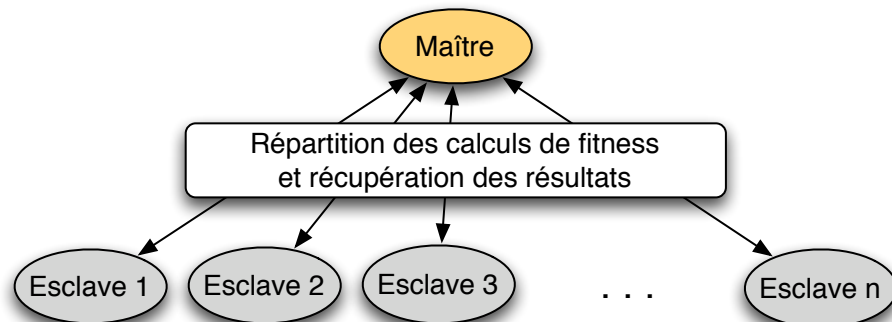 Maître
Répartition des calculs de fitness
et récupération des résultats
Esclave 1
Esclave 2
Esclave 3
. . .
Esclave n